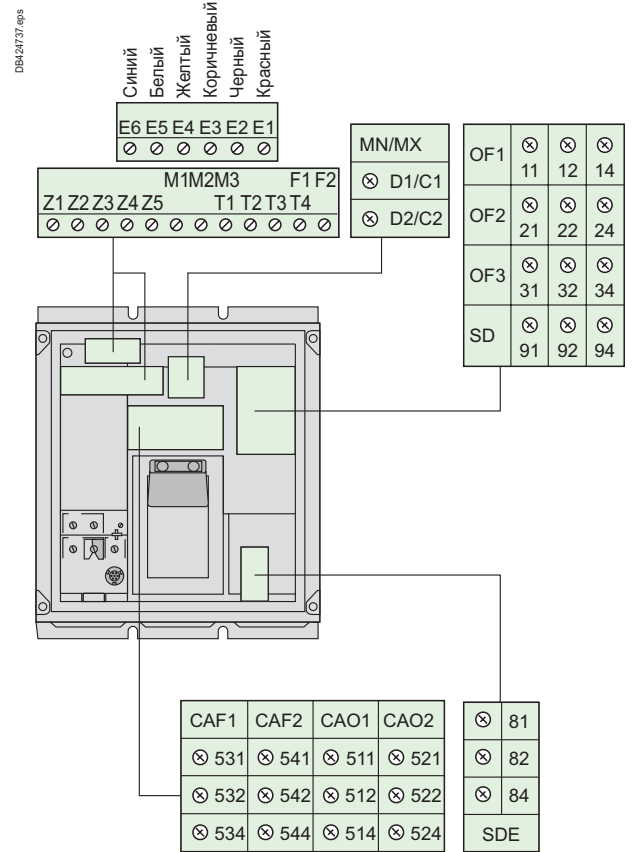 DB424737.eps
Синий
Белый
Желтый
Коричневый
Черный
Красный
E6 E5 E4 E3 E2 E1
M1M2M3 F1 F2
Z1 Z2 Z3 Z4 Z5 T1 T2 T3 T4
MN/MX
D1/C1
D2/C2
OF1 11 12 14
OF2 21 22 24
OF3 31 32 34
SD 91 92 94
CAF1 CAF2 CAO1 CAO2
531 541 511 521
532 542 512 522
534 544 514 524
81
82
84
SDE